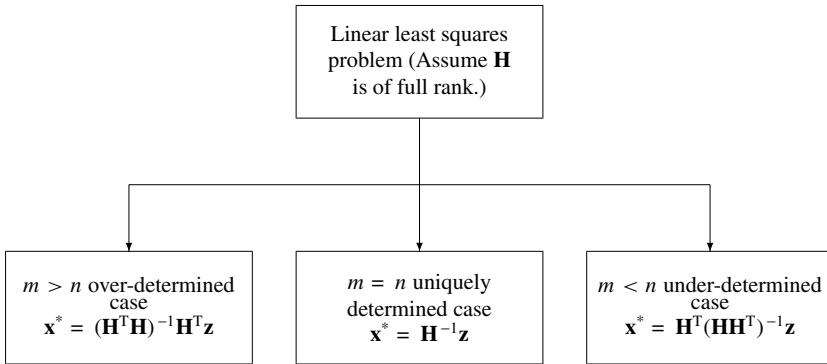 Linear least squares
problem (Assume H
is of full rank.)
m > n over-determined
case
x* = (HᵀH)⁻¹Hᵀz
m = n uniquely
determined case
x* = H⁻¹z
m < n under-determined
case
x* = Hᵀ(HHᵀ)⁻¹z